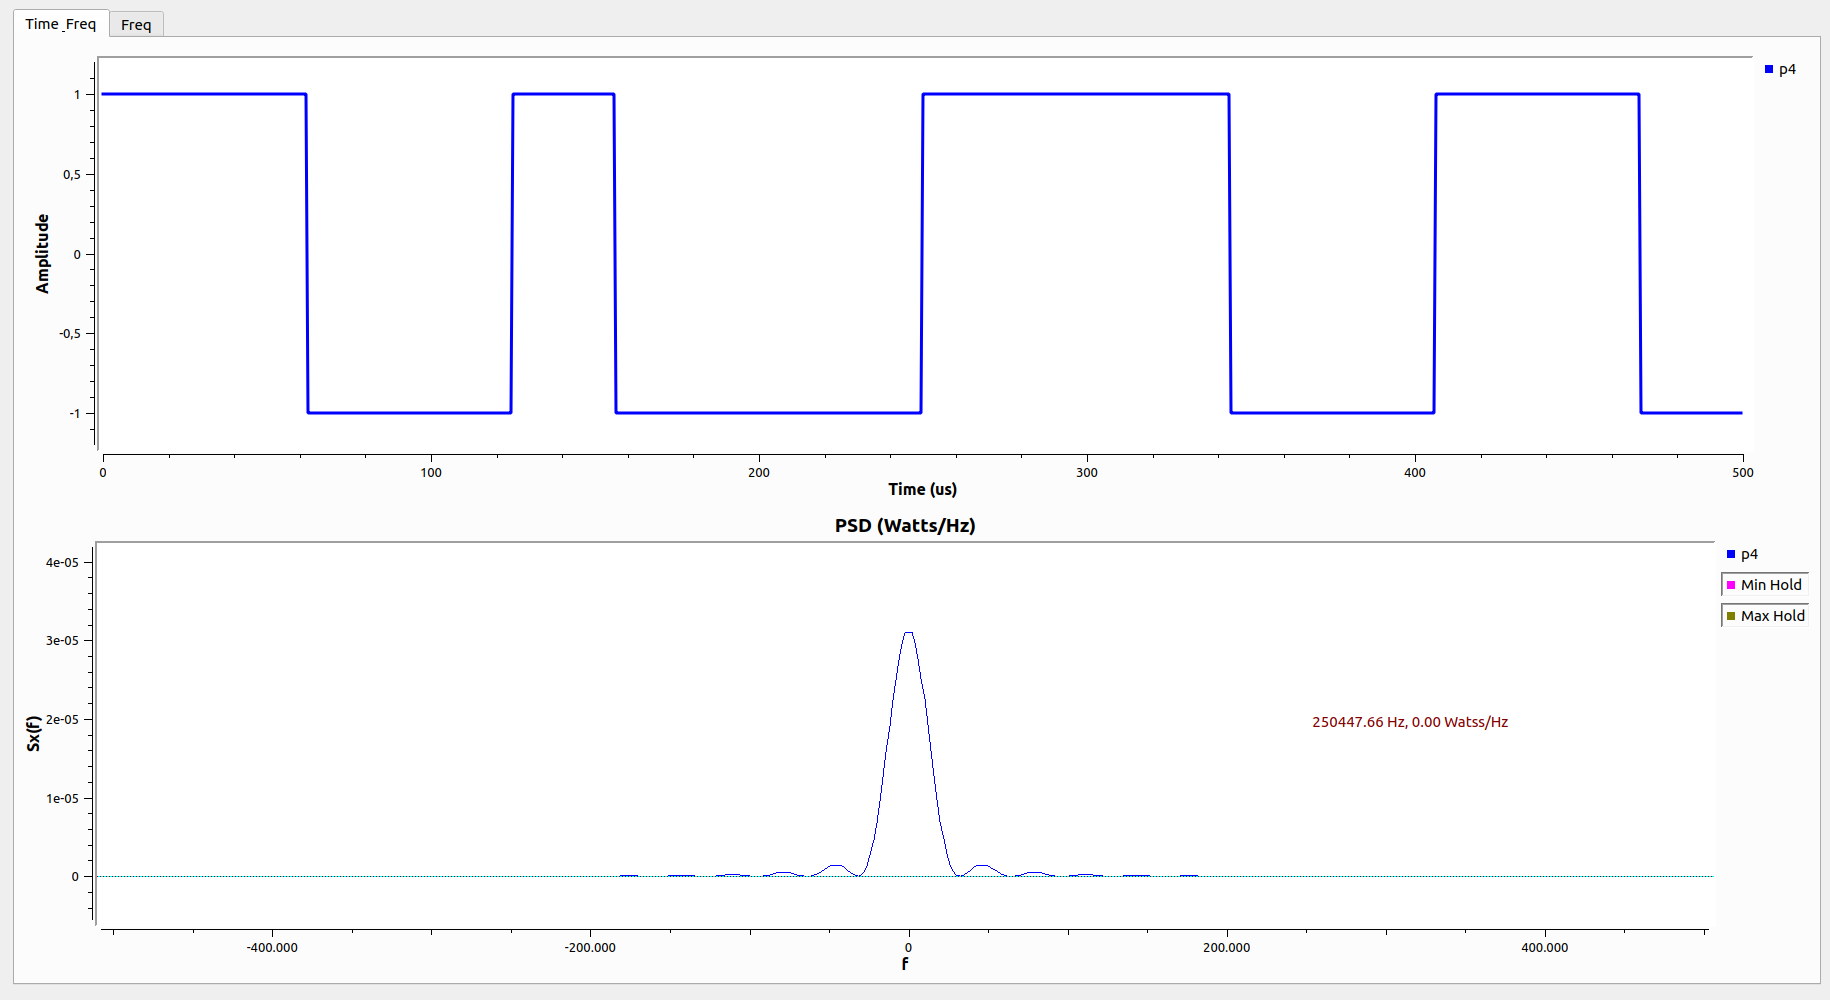 Time_Freq Freq
p4
1
0,5
0
-0,5
-1
Amplitude
0 100 200 300 400 500
Time (us)
PSD (Watts/Hz)
p4
Min Hold
Max Hold
4e-05
3e-05
2e-05
1e-05
0
Sx(f)
250447.66 Hz, 0.00 Watss/Hz
-400.000 -200.000 0 200.000 400.000
f